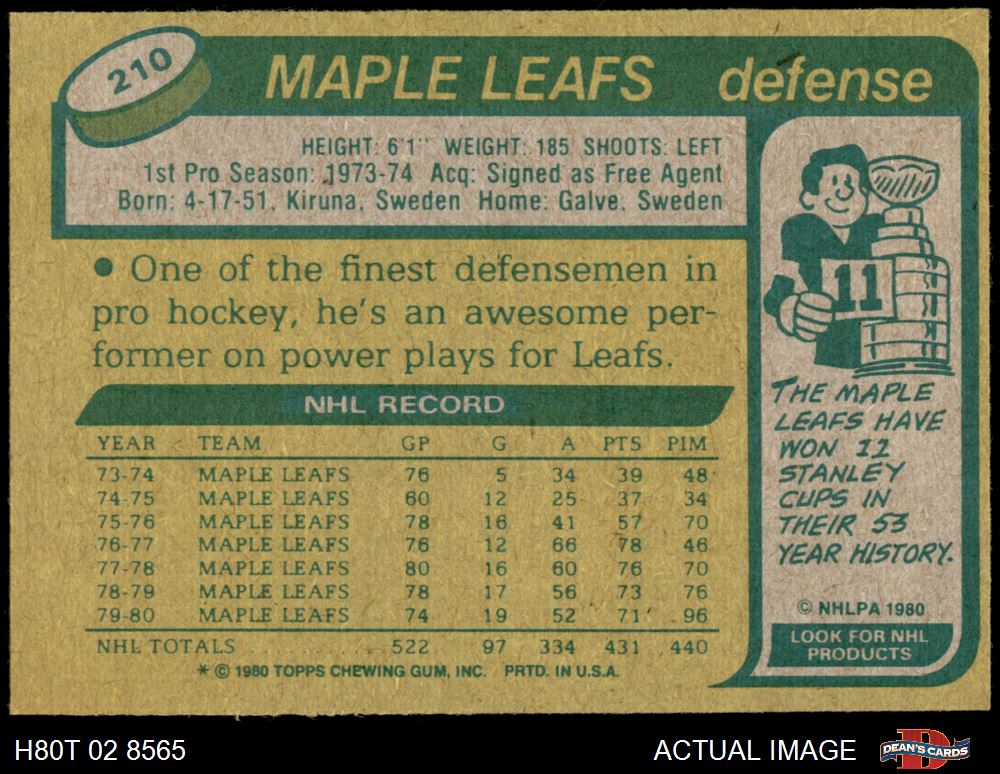 210
MAPLE LEAFS defense
HEIGHT: 6'1" WEIGHT: 185 SHOOTS: LEFT
1st Pro Season: 1973-74 Acq: Signed as Free Agent
Born: 4-17-51, Kiruna, Sweden Home: Galve, Sweden
• One of the finest defensemen in
pro hockey, he's an awesome per-
former on power plays for Leafs.
NHL RECORD
YEAR TEAM GP G A PTS PIM
73-74 MAPLE LEAFS 76 5 34 39 48
74-75 MAPLE LEAFS 60 12 25 37 34
75-76 MAPLE LEAFS 78 16 41 57 70
76-77 MAPLE LEAFS 76 12 66 78 46
77-78 MAPLE LEAFS 80 16 60 76 70
78-79 MAPLE LEAFS 78 17 56 73 76
79-80 MAPLE LEAFS 74 19 52 71 96
NHL TOTALS 522 97 334 431 440
* © 1980 TOPPS CHEWING GUM, INC. PRTD. IN U.S.A.
11
THE MAPLE
LEAFS HAVE
WON 11
STANLEY
CUPS IN
THEIR 53
YEAR HISTORY.
© NHLPA 1980
LOOK FOR NHL
PRODUCTS
H80T 02 8565
ACTUAL IMAGE
DEAN'S CARDS